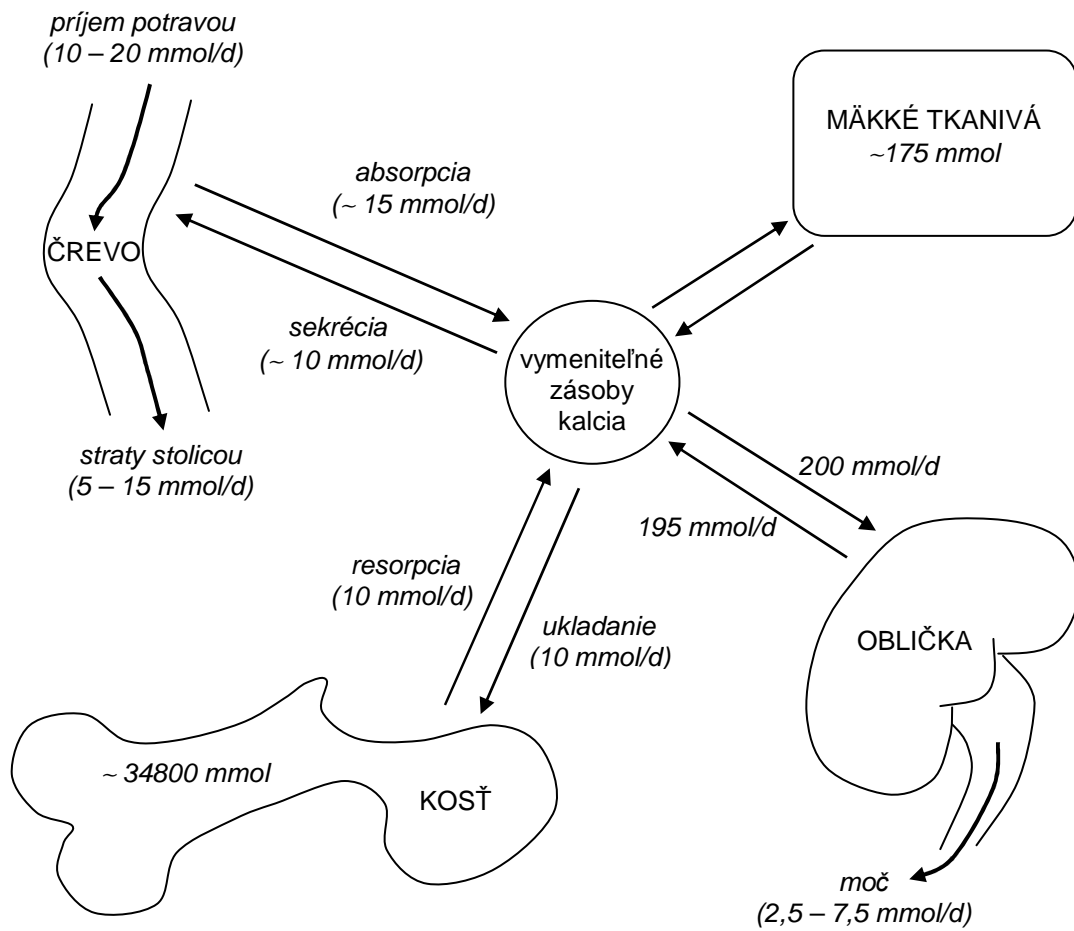 príjem potravou
(10 – 20 mmol/d)
MÄKKÉ TKANIVÁ
~175 mmol
absorpcia
(~ 15 mmol/d)
ČREVO
sekrécia
(~ 10 mmol/d)
vymeniteľné
zásoby
kalcia
straty stolicou
(5 – 15 mmol/d)
200 mmol/d
195 mmol/d
resorpcia
(10 mmol/d)
ukladanie
(10 mmol/d)
OBLIČKA
~ 34800 mmol
KOSŤ
moč
(2,5 – 7,5 mmol/d)